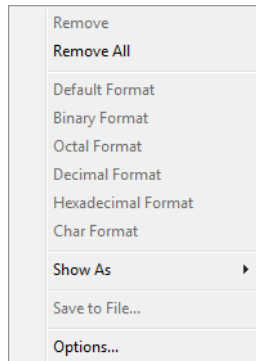 Remove
Remove All
Default Format
Binary Format
Octal Format
Decimal Format
Hexadecimal Format
Char Format
Show As
Save to File...
Options...